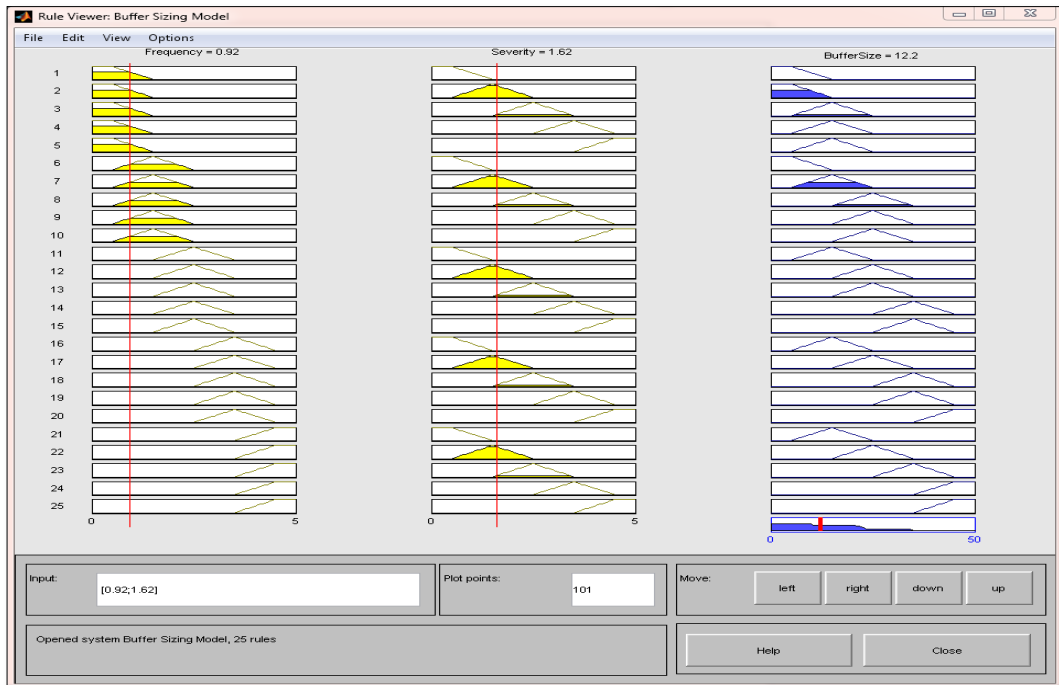 Rule Viewer: Buffer Sizing Model
File Edit View Options
Frequency = 0.92
Severity = 1.62
BufferSize = 12.2
1
2
3
4
5
6
7
8
9
10
11
12
13
14
15
16
17
18
19
20
21
22
23
24
25
0 5
0 5
0 50
Input:
[0.92;1.62]
Plot points:
101
Move:
left right down up
Opened system Buffer Sizing Model, 25 rules
Help Close